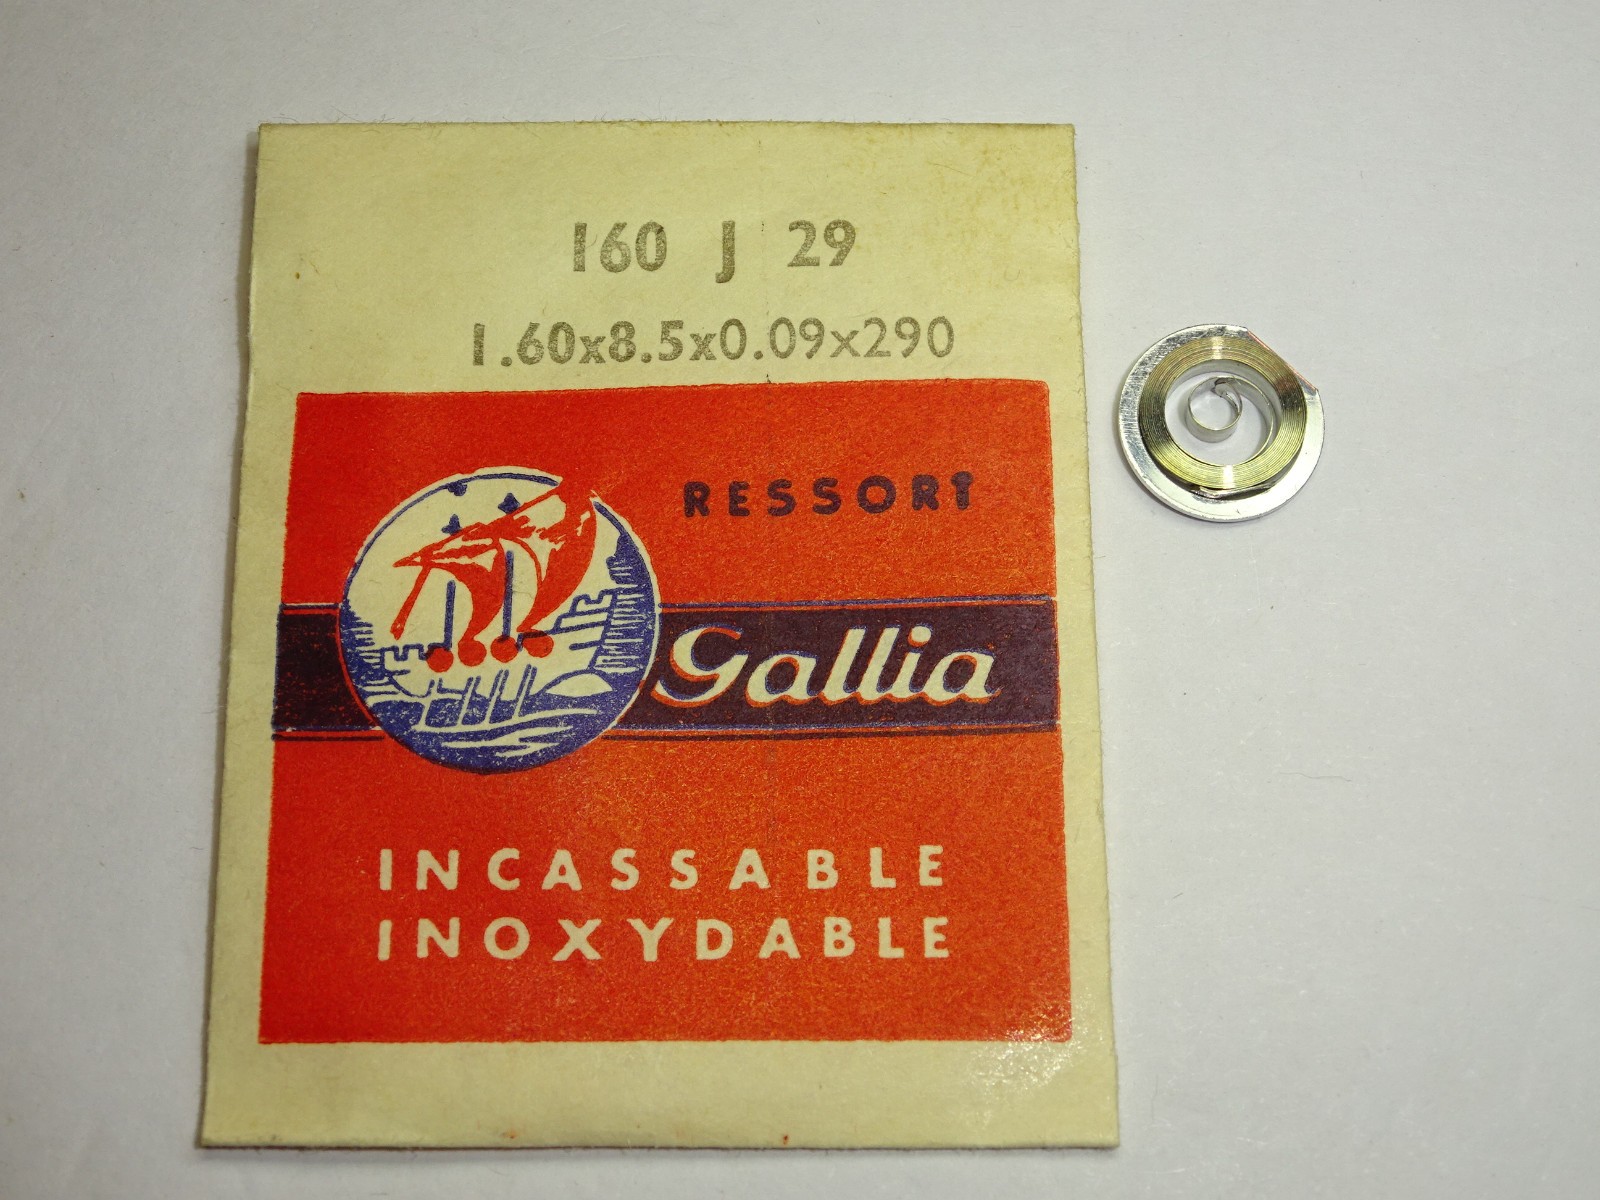 160 J 29
1.60x8.5x0.09x290
RESSORT
Gallia
INCASSABLE
INOXYDABLE